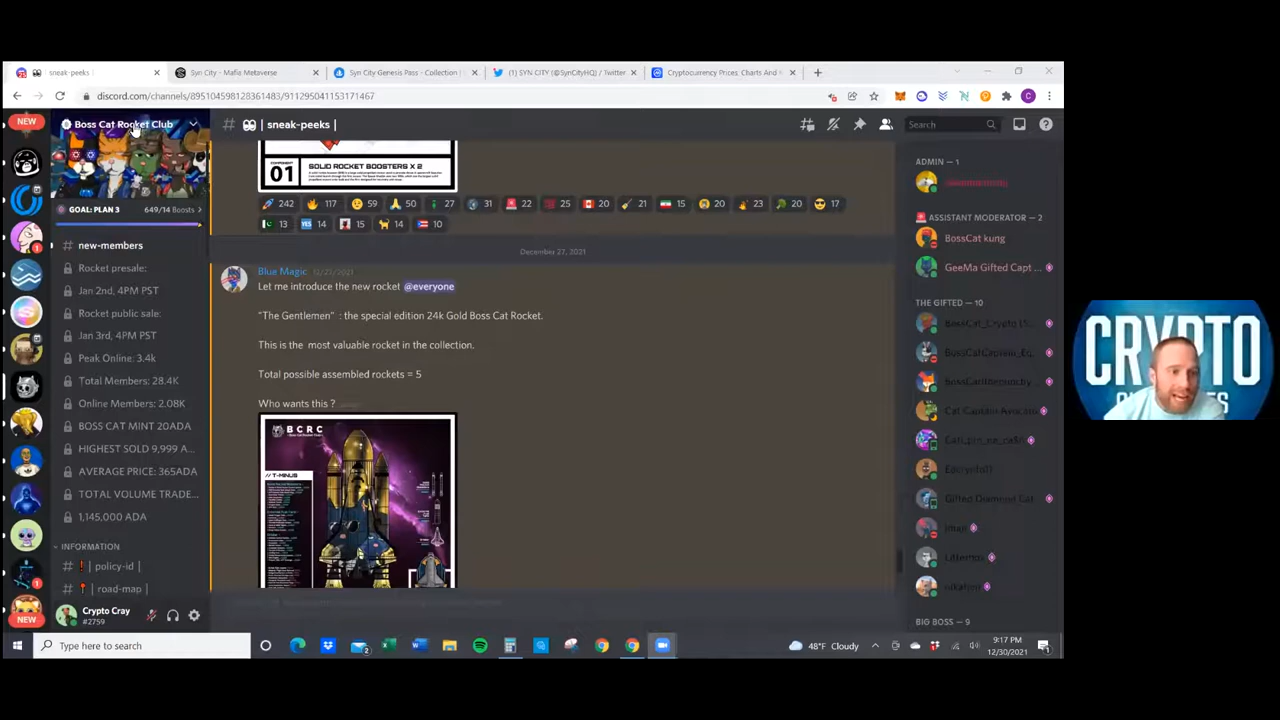 sneak-peeks |
Syn City - Mafia Metaverse
Syn City Genesis Pass - Collection |
(1) SYN CITY (@SynCityHQ) / Twitter
Cryptocurrency Prices, Charts And
discord.com/channels/895104598128361483/911295041153171467
NEW
Boss Cat Rocket Club
# | sneak-peeks |
Search
GOAL: PLAN 3
649/14 Boosts
# new-members
Rocket presale:
Jan 2nd, 4PM PST
Rocket public sale:
Jan 3rd, 4PM PST
Peak Online: 3.4k
Total Members: 28.4K
Online Members: 2.08K
BOSS CAT MINT 20ADA
HIGHEST SOLD 9,999 A...
AVERAGE PRICE: 365ADA
TOTAL VOLUME TRADE...
1,145,000 ADA
INFORMATION
# | policy-id |
# | road-map |
NEW
Crypto Cray
#2759
COMPONENT
01
SOLID ROCKET BOOSTERS X 2
242 117 59 50 27 31 22 25 20 21 15 20 23 20 17
13 14 15 14 10
December 27, 2021
Blue Magic 12/27/2021
Let me introduce the new rocket @everyone
"The Gentlemen" : the special edition 24k Gold Boss Cat Rocket.
This is the most valuable rocket in the collection.
Total possible assembled rockets = 5
Who wants this ?
BCRC
// T-MINUS
ADMIN — 1
ASSISTANT MODERATOR — 2
BossCat kung
GeeMa Gifted Capt ...
THE GIFTED — 10
BIG BOSS — 9
CRYPTO
Type here to search
48°F Cloudy
9:17 PM
12/30/2021